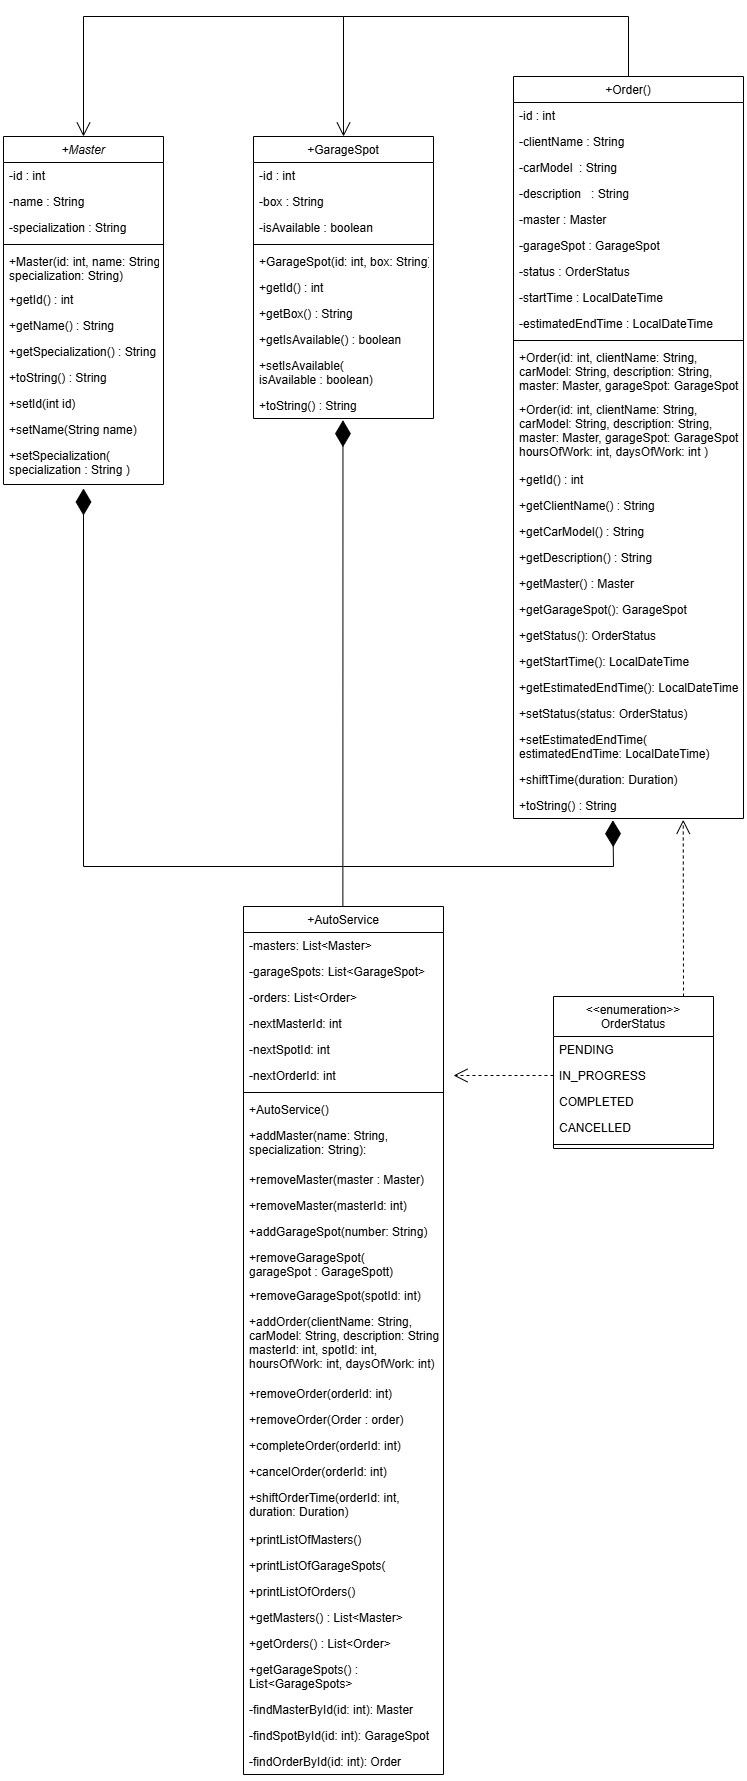 +Master
-id : int
-name : String
-specialization : String
+Master(id: int, name: String
specialization: String)
+getId() : int
+getName() : String
+getSpecialization() : String
+toString() : String
+setId(int id)
+setName(String name)
+setSpecialization(
specialization : String )
+GarageSpot
-id : int
-box : String
-isAvailable : boolean
+GarageSpot(id: int, box: String)
+getId() : int
+getBox() : String
+getIsAvailable() : boolean
+setIsAvailable(
isAvailable : boolean)
+toString() : String
+Order()
-id : int
-clientName : String
-carModel  : String
-description   : String
-master : Master
-garageSpot : GarageSpot
-status : OrderStatus
-startTime : LocalDateTime
-estimatedEndTime : LocalDateTime
+Order(id: int, clientName: String,
carModel: String, description: String,
master: Master, garageSpot: GarageSpot
+Order(id: int, clientName: String,
carModel: String, description: String,
master: Master, garageSpot: GarageSpot
hoursOfWork: int, daysOfWork: int )
+getId() : int
+getClientName() : String
+getCarModel() : String
+getDescription() : String
+getMaster() : Master
+getGarageSpot(): GarageSpot
+getStatus(): OrderStatus
+getStartTime(): LocalDateTime
+getEstimatedEndTime(): LocalDateTime
+setStatus(status: OrderStatus)
+setEstimatedEndTime(
estimatedEndTime: LocalDateTime)
+shiftTime(duration: Duration)
+toString() : String
+AutoService
-masters: List<Master>
-garageSpots: List<GarageSpot>
-orders: List<Order>
-nextMasterId: int
-nextSpotId: int
-nextOrderId: int
+AutoService()
+addMaster(name: String,
specialization: String):
+removeMaster(master : Master)
+removeMaster(masterId: int)
+addGarageSpot(number: String)
+removeGarageSpot(
garageSpot : GarageSpott)
+removeGarageSpot(spotId: int)
+addOrder(clientName: String,
carModel: String, description: String
masterId: int, spotId: int,
hoursOfWork: int, daysOfWork: int)
+removeOrder(orderId: int)
+removeOrder(Order : order)
+completeOrder(orderId: int)
+cancelOrder(orderId: int)
+shiftOrderTime(orderId: int,
duration: Duration)
+printListOfMasters()
+printListOfGarageSpots(
+printListOfOrders()
+getMasters() : List<Master>
+getOrders() : List<Order>
+getGarageSpots() :
List<GarageSpots>
-findMasterById(id: int): Master
-findSpotById(id: int): GarageSpot
-findOrderById(id: int): Order
<<enumeration>>
OrderStatus
PENDING
IN_PROGRESS
COMPLETED
CANCELLED